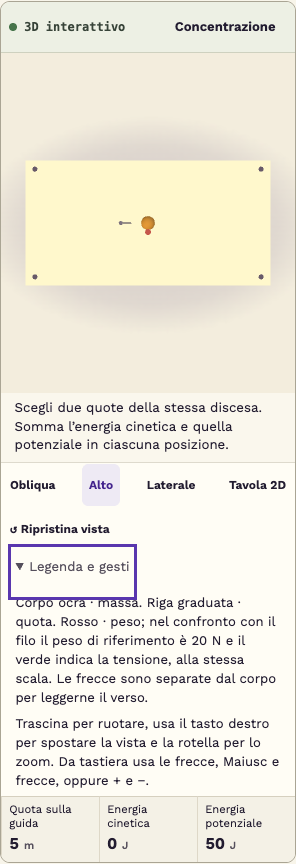 3D interattivo
Concentrazione
Scegli due quote della stessa discesa.
Somma l’energia cinetica e quella
potenziale in ciascuna posizione.
Obliqua
Alto
Laterale
Tavola 2D
↺ Ripristina vista
▼ Legenda e gesti
Corpo ocra · massa. Riga graduata ·
quota. Rosso · peso; nel confronto con il
filo il peso di riferimento è 20 N e il
verde indica la tensione, alla stessa
scala. Le frecce sono separate dal corpo
per leggerne il verso.
Trascina per ruotare, usa il tasto destro
per spostare la vista e la rotella per lo
zoom. Da tastiera usa le frecce, Maiusc e
frecce, oppure + e −.
Quota sulla
guida
5 m
Energia
cinetica
0 J
Energia
potenziale
50 J